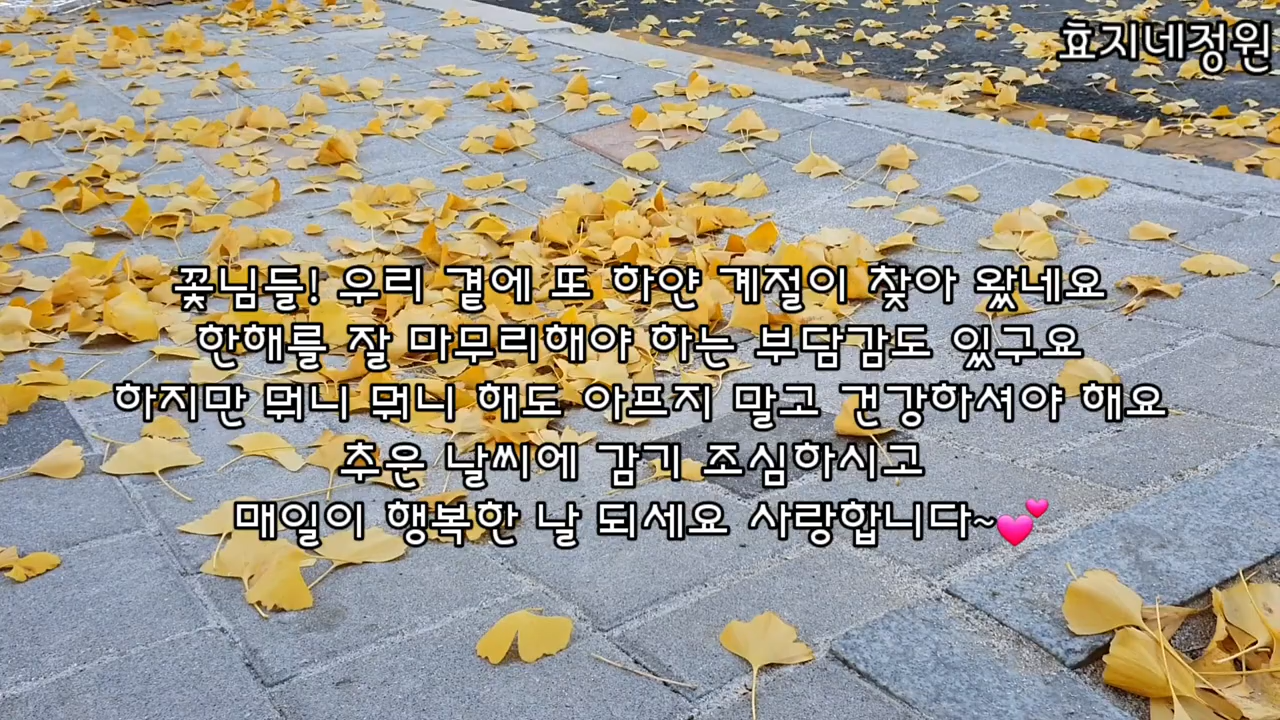 효지네정원
꽃님들! 우리 곁에 또 하얀 계절이 찾아 왔네요
한해를 잘 마무리해야 하는 부담감도 있구요
하지만 뭐니 뭐니 해도 아프지 말고 건강하셔야 해요
추운 날씨에 감기 조심하시고
매일이 행복한 날 되세요 사랑합니다~💕